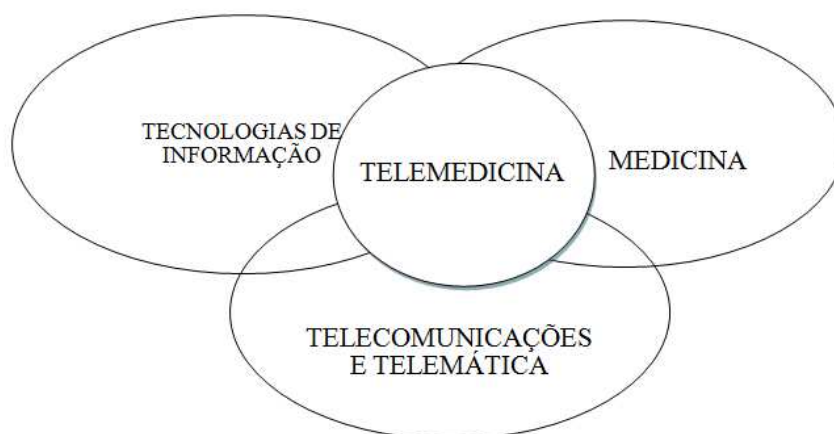 TECNOLOGIAS DE
INFORMAÇÃO
TELEMEDICINA
MEDICINA
TELECOMUNICAÇÕES
E TELEMÁTICA